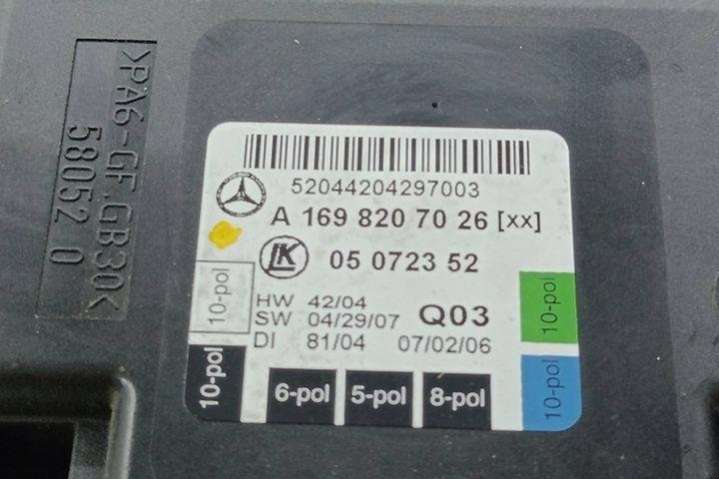 >PA6-GF.GB30<
58052 0
52044204297003
A 169 820 70 26 [xx]
LK
05 0723 52
10-pol
HW 42/04
SW 04/29/07 Q03
DI 81/04 07/02/06
10-pol
10-pol
6-pol
5-pol
8-pol
10-pol